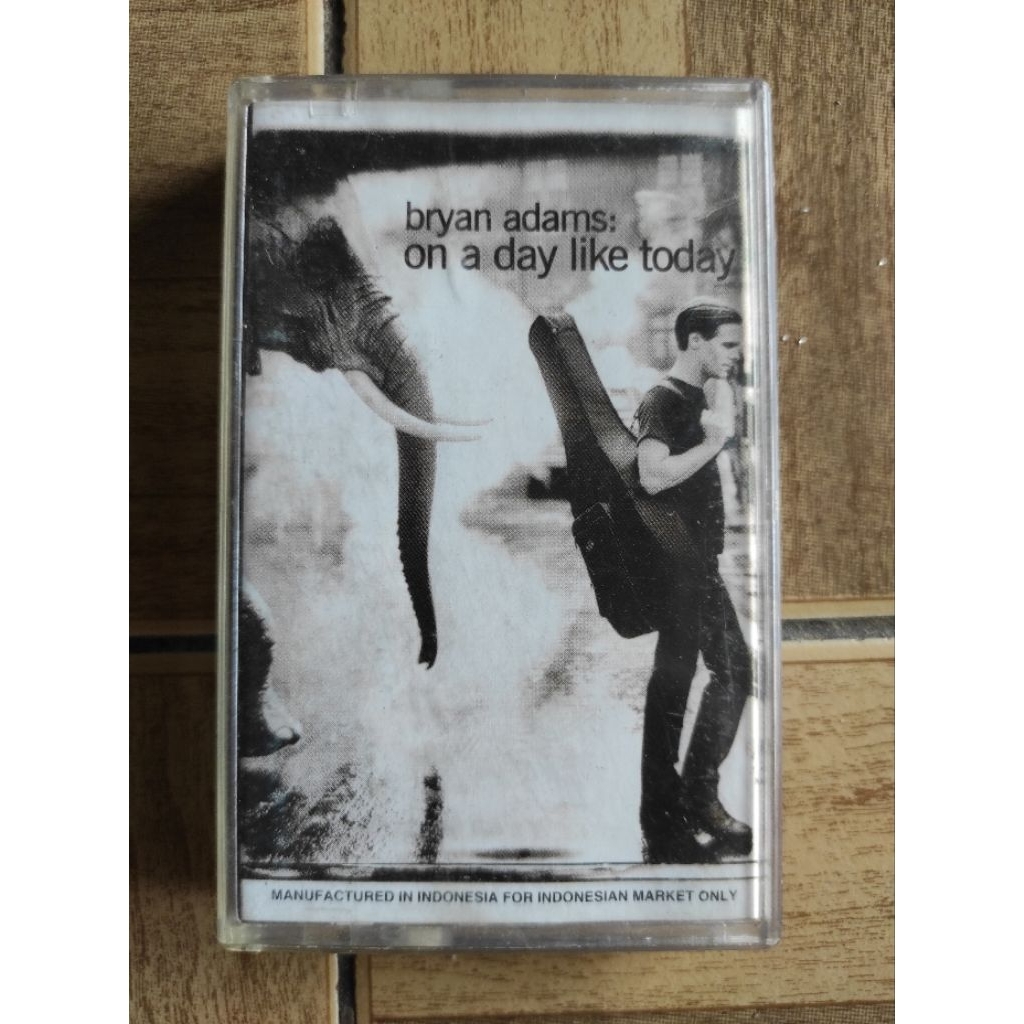 bryan adams:
on a day like today
MANUFACTURED IN INDONESIA FOR INDONESIAN MARKET ONLY